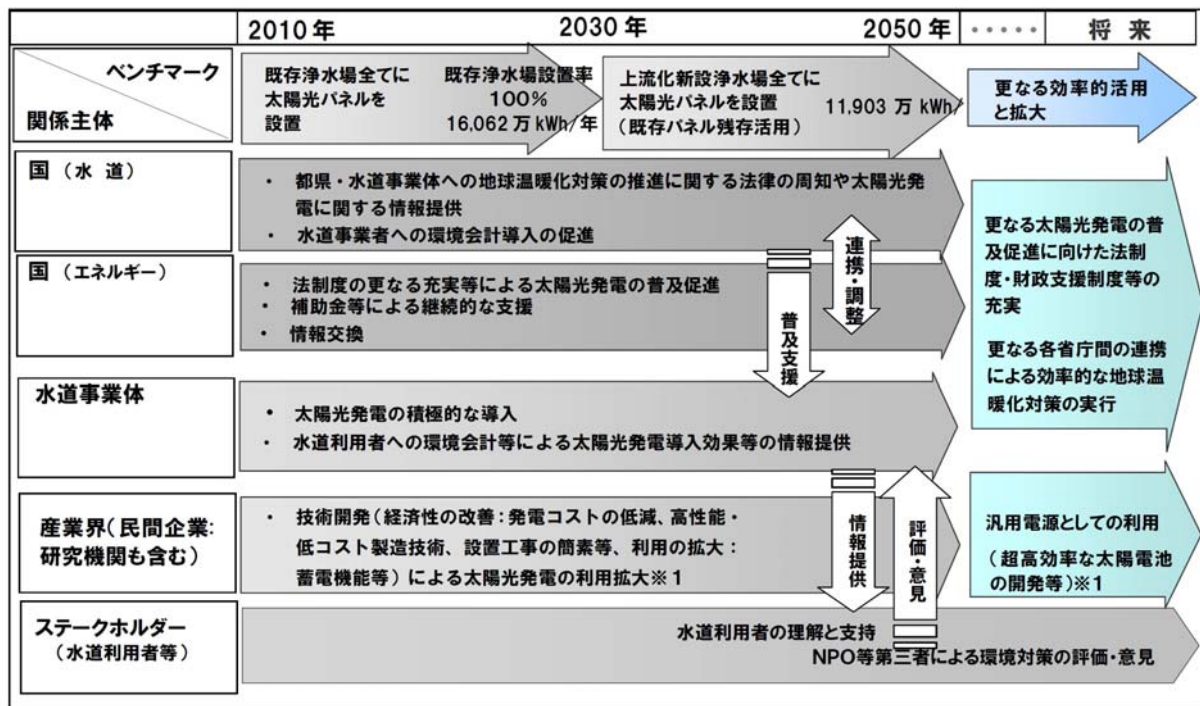 2010年 2030年 2050年 ・・・・・ 将 来
ベンチマーク
関係主体
既存浄水場全てに
太陽光パネルを
設置
既存浄水場設置率
100%
16,062万kWh/年
上流化新設浄水場全てに
太陽光パネルを設置
(既存パネル残存活用)
11,903 万 kWh/
更なる効率的活用
と拡大
国(水 道)
・ 都県・水道事業体への地球温暖化対策の推進に関する法律の周知や太陽光発
電に関する情報提供
・ 水道事業者への環境会計導入の促進
国(エネルギー)
・ 法制度の更なる充実等による太陽光発電の普及促進
・ 補助金等による継続的な支援
・ 情報交換
連携・調整
普及支援
更なる太陽光発電の普
及促進に向けた法制
度・財政支援制度等の
充実
更なる各省庁間の連携
による効率的な地球温
暖化対策の実行
水道事業体
・ 太陽光発電の積極的な導入
・ 水道利用者への環境会計等による太陽光発電導入効果等の情報提供
産業界(民間企業:
研究機関も含む)
・ 技術開発(経済性の改善:発電コストの低減、高性能・
低コスト製造技術、設置工事の簡素等、利用の拡大:
蓄電機能等)による太陽光発電の利用拡大※1
情報提供
評価・意見
汎用電源としての利用
(超高効率な太陽電池
の開発等)※1
ステークホルダー
(水道利用者等)
水道利用者の理解と支持
NPO等第三者による環境対策の評価・意見